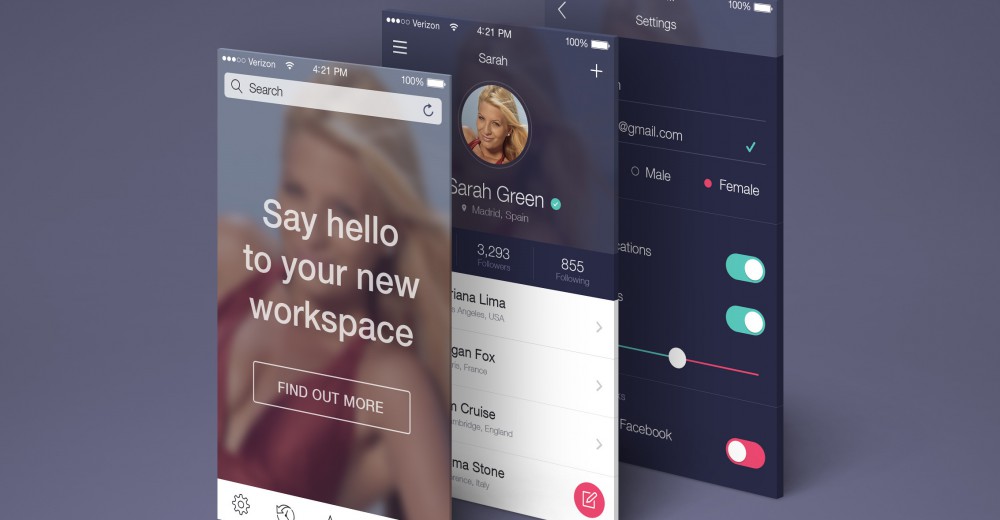 Verizon
4:21 PM
100%
Search
Say hello
to your new
workspace
FIND OUT MORE
Verizon
4:21 PM
100%
Sarah
Sarah Green
Madrid, Spain
3,293
Followers
855
Following
riana Lima
s Angeles, USA
gan Fox
ris, France
m Cruise
mbridge, England
ma Stone
rance, Italy
100%
Settings
@gmail.com
Male
Female
cations
s
Facebook